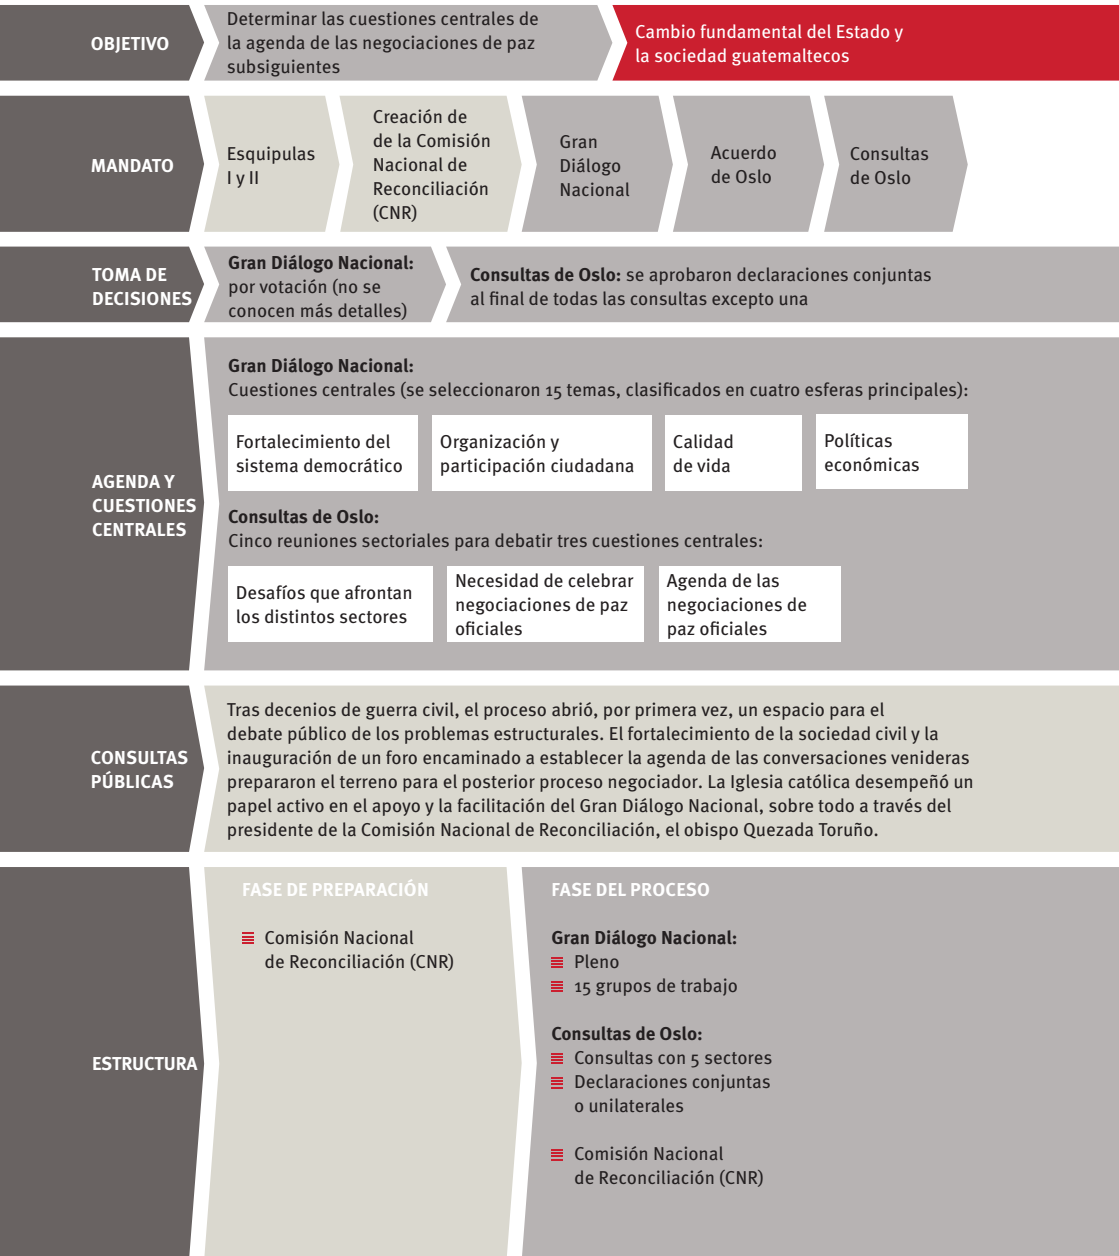 OBJETIVO
Determinar las cuestiones centrales de
la agenda de las negociaciones de paz
subsiguientes
Cambio fundamental del Estado y
la sociedad guatemaltecos
MANDATO
Esquipulas
I y II
Creación de
de la Comisión
Nacional de
Reconciliación
(CNR)
Gran
Diálogo
Nacional
Acuerdo
de Oslo
Consultas
de Oslo
TOMA DE
DECISIONES
Gran Diálogo Nacional:
por votación (no se
conocen más detalles)
Consultas de Oslo: se aprobaron declaraciones conjuntas
al final de todas las consultas excepto una
AGENDA Y
CUESTIONES
CENTRALES
Gran Diálogo Nacional:
Cuestiones centrales (se seleccionaron 15 temas, clasificados en cuatro esferas principales):
Fortalecimiento del
sistema democrático
Organización y
participación ciudadana
Calidad
de vida
Políticas
económicas
Consultas de Oslo:
Cinco reuniones sectoriales para debatir tres cuestiones centrales:
Desafíos que afrontan
los distintos sectores
Necesidad de celebrar
negociaciones de paz
oficiales
Agenda de las
negociaciones de
paz oficiales
CONSULTAS
PÚBLICAS
Tras decenios de guerra civil, el proceso abrió, por primera vez, un espacio para el
debate público de los problemas estructurales. El fortalecimiento de la sociedad civil y la
inauguración de un foro encaminado a establecer la agenda de las conversaciones venideras
prepararon el terreno para el posterior proceso negociador. La Iglesia católica desempeñó un
papel activo en el apoyo y la facilitación del Gran Diálogo Nacional, sobre todo a través del
presidente de la Comisión Nacional de Reconciliación, el obispo Quezada Toruño.
ESTRUCTURA
FASE DE PREPARACIÓN
Comisión Nacional
de Reconciliación (CNR)
FASE DEL PROCESO
Gran Diálogo Nacional:
Pleno
15 grupos de trabajo
Consultas de Oslo:
Consultas con 5 sectores
Declaraciones conjuntas
o unilaterales
Comisión Nacional
de Reconciliación (CNR)